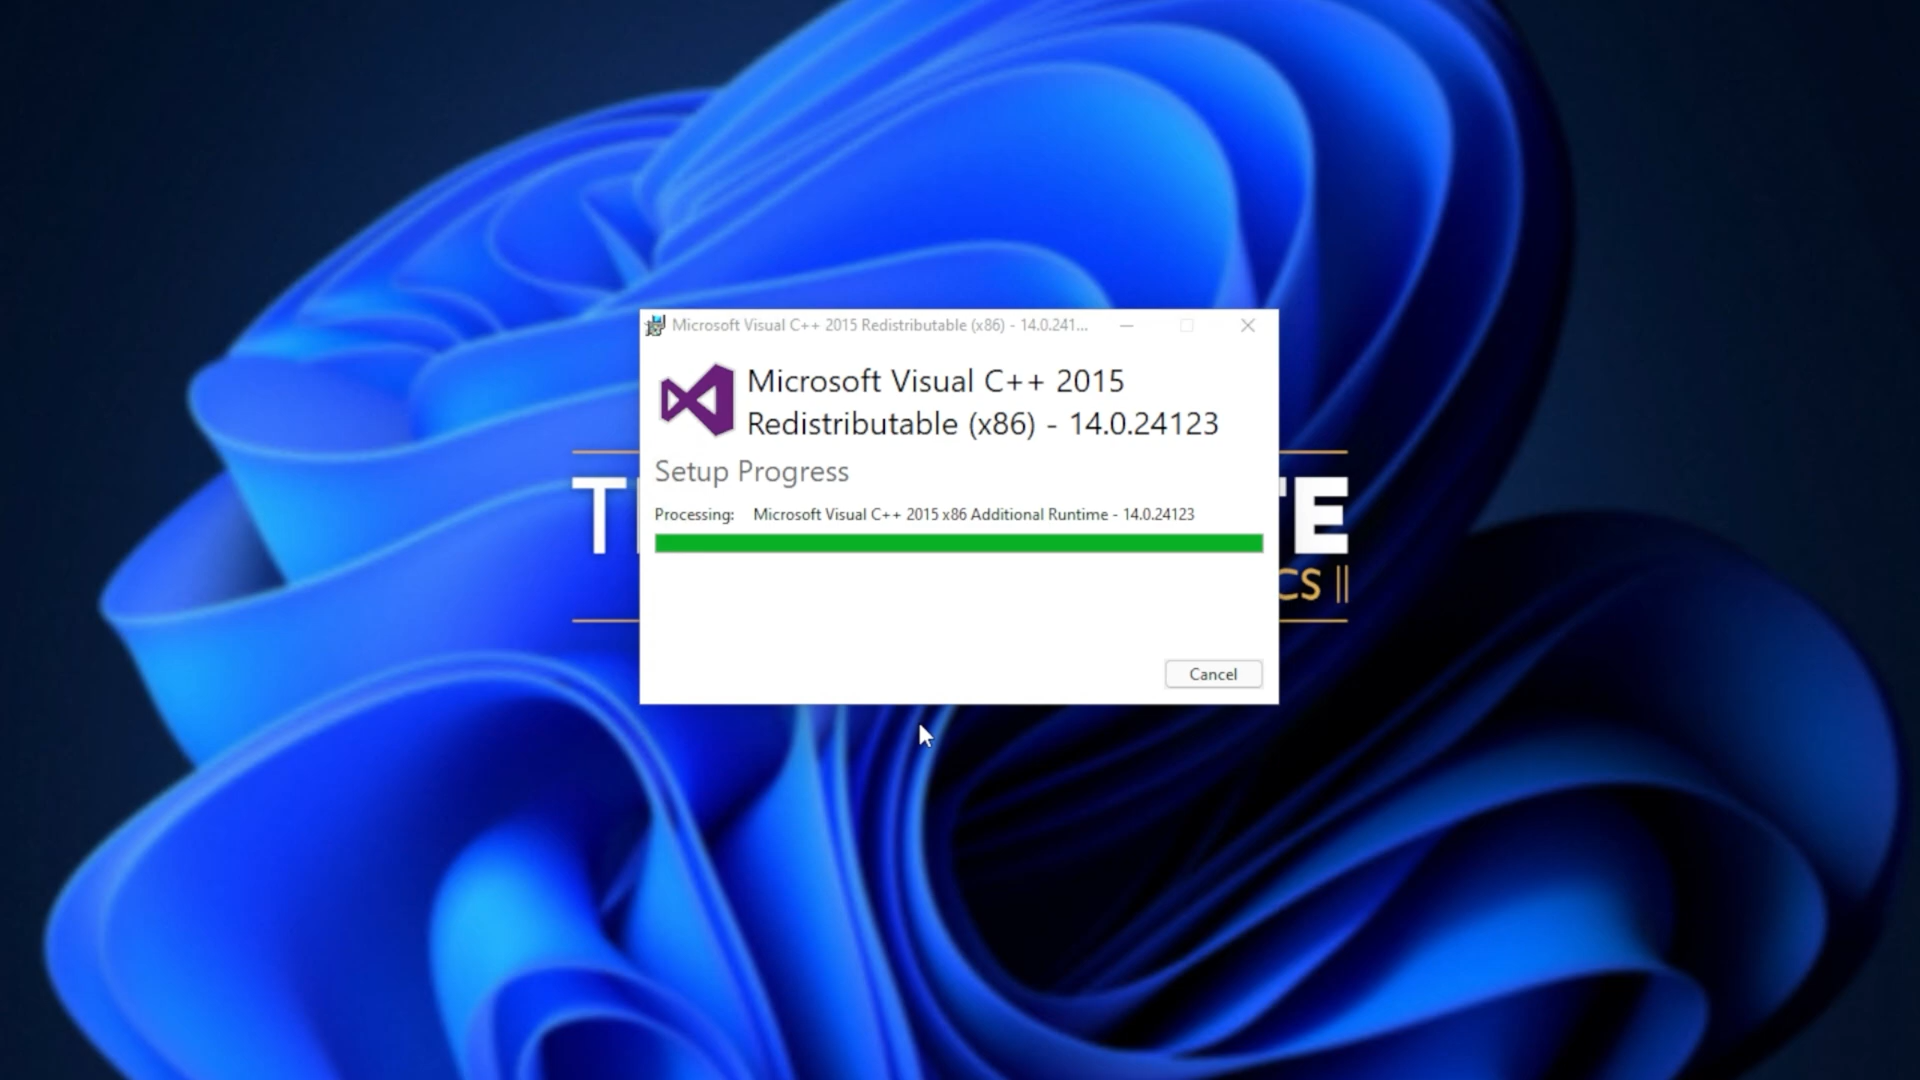 Microsoft Visual C++ 2015 Redistributable (x86) - 14.0.241...
Microsoft Visual C++ 2015
Redistributable (x86) - 14.0.24123
Setup Progress
Processing: Microsoft Visual C++ 2015 x86 Additional Runtime - 14.0.24123
Cancel